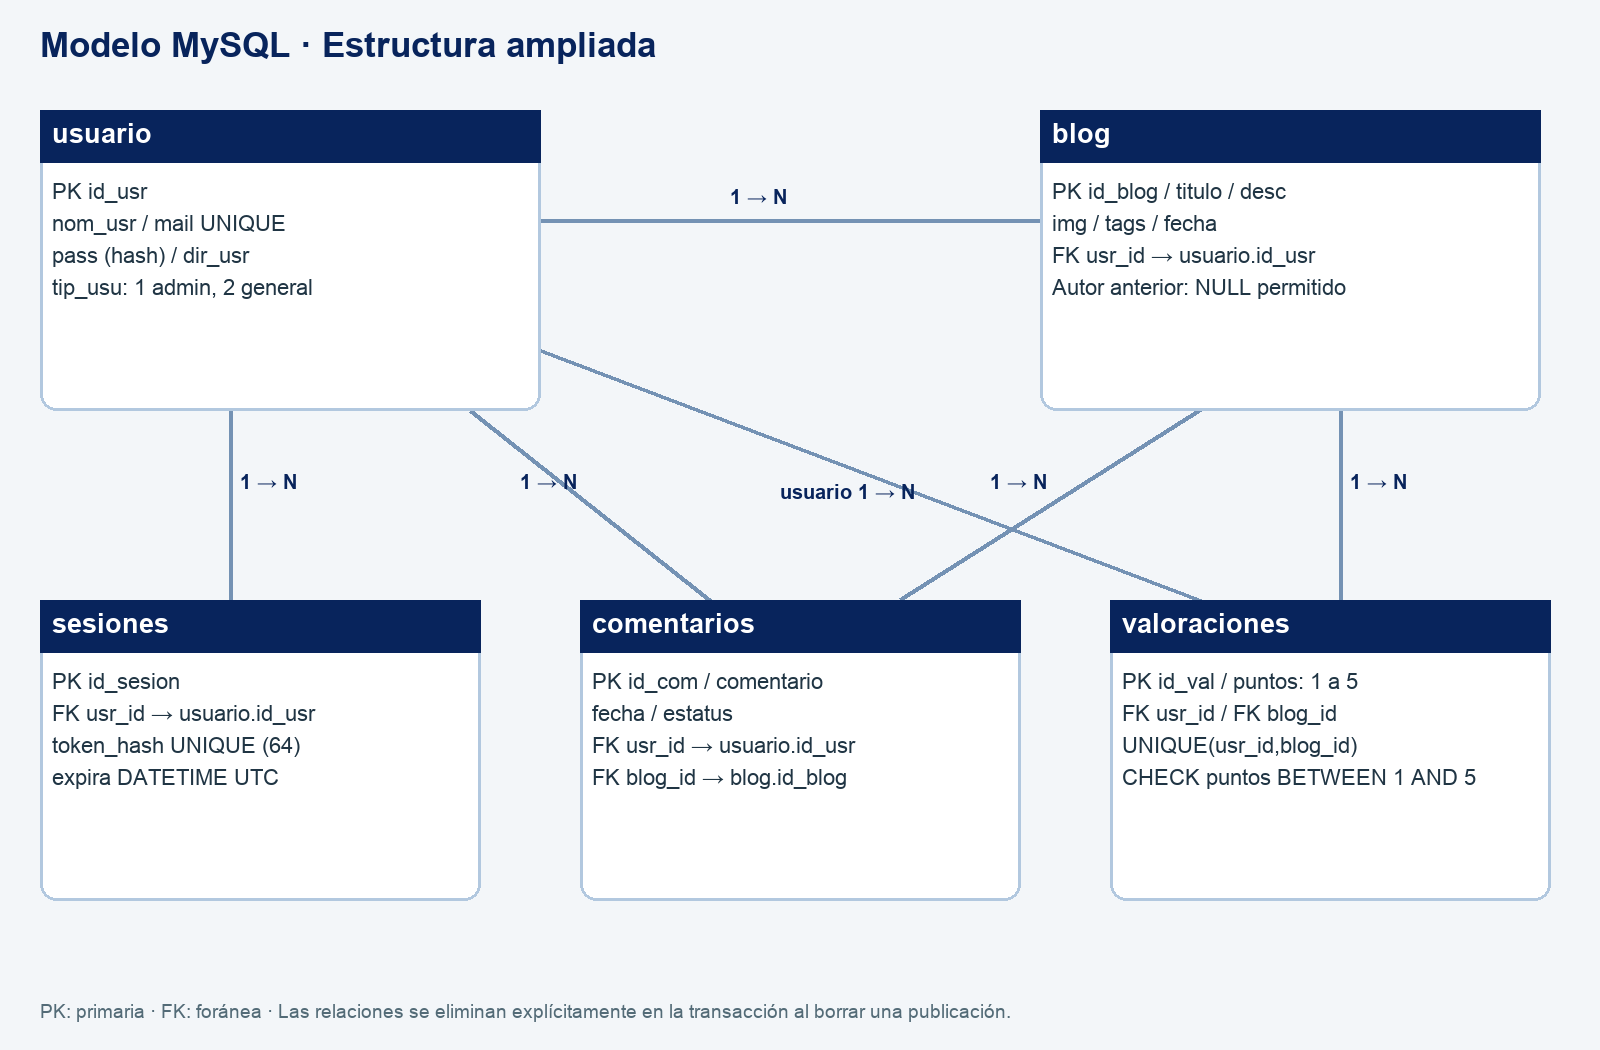 Modelo MySQL · Estructura ampliada
usuario
PK id_usr
nom_usr / mail UNIQUE
pass (hash) / dir_usr
tip_usu: 1 admin, 2 general
1 → N
blog
PK id_blog / titulo / desc
img / tags / fecha
FK usr_id → usuario.id_usr
Autor anterior: NULL permitido
1 → N
1 → N
usuario 1 → N
1 → N
1 → N
sesiones
PK id_sesion
FK usr_id → usuario.id_usr
token_hash UNIQUE (64)
expira DATETIME UTC
comentarios
PK id_com / comentario
fecha / estatus
FK usr_id → usuario.id_usr
FK blog_id → blog.id_blog
valoraciones
PK id_val / puntos: 1 a 5
FK usr_id / FK blog_id
UNIQUE(usr_id,blog_id)
CHECK puntos BETWEEN 1 AND 5
PK: primaria · FK: foránea · Las relaciones se eliminan explícitamente en la transacción al borrar una publicación.